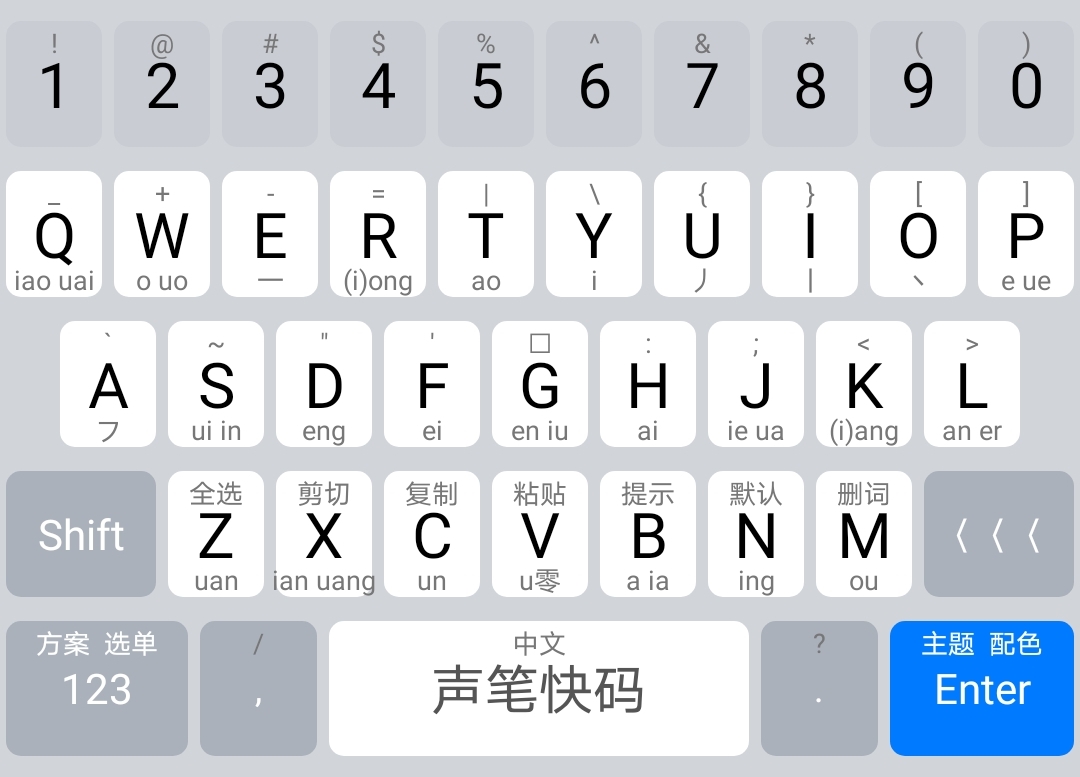 ! @ # $ % ^ & * ( )
1 2 3 4 5 6 7 8 9 0
_ + - = | \ { } [ ]
Q W E R T Y U I O P
iao uai o uo 一 (i)ong ao i 丿 丨 丶 e ue
` ~ " ' □ : ; < >
A S D F G H J K L
フ ui in eng ei en iu ai ie ua (i)ang an er
全选 剪切 复制 粘贴 提示 默认 删词
Shift Z X C V B N M 〈〈〈
uan ian uang un u零 a ia ing ou
方案 选单 / 中文 ? 主题 配色
123 , 声笔快码 . Enter